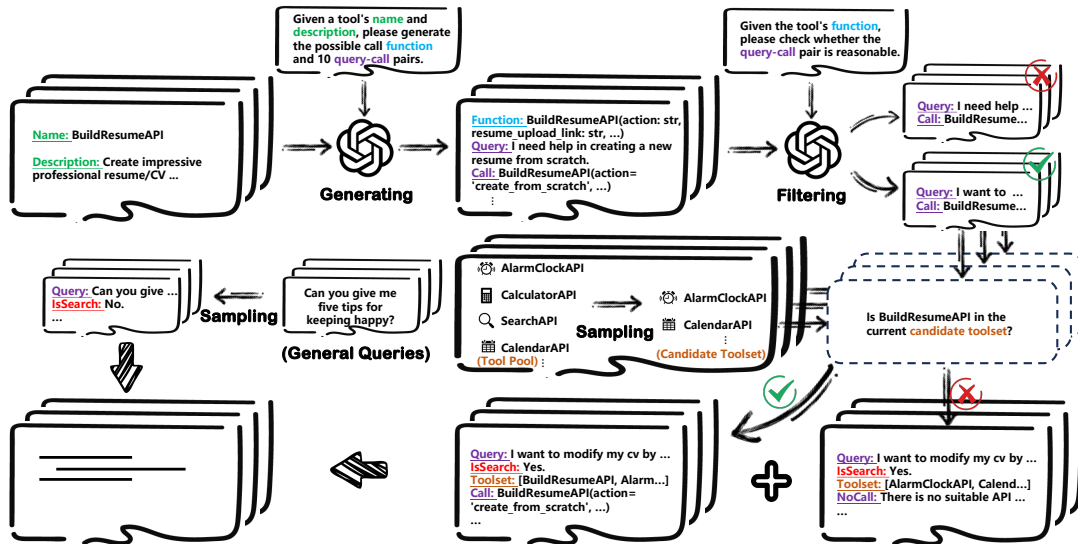 Given a tool's name and
description, please generate
the possible call function
and 10 query-call pairs.
Given the tool's function,
please check whether the
query-call pair is reasonable.
Name: BuildResumeAPI
Description: Create impressive
professional resume/CV ...
Generating
Function: BuildResumeAPI(action: str,
resume_upload_link: str, ...)
Query: I need help in creating a new
resume from scratch.
Call: BuildResumeAPI(action=
'create_from_scratch', ...)
⋮
Filtering
Query: I need help ...
Call: BuildResume...
Query: I want to ...
Call: BuildResume...
Query: Can you give ...
IsSearch: No.
...
Sampling
Can you give me
five tips for
keeping happy?
(General Queries)
AlarmClockAPI
CalculatorAPI
SearchAPI
CalendarAPI
(Tool Pool) ⋮
Sampling
AlarmClockAPI
CalendarAPI
⋮
(Candidate Toolset)
Is BuildResumeAPI in the
current candidate toolset?
Query: I want to modify my cv by ...
IsSearch: Yes.
Toolset: [BuildResumeAPI, Alarm...]
Call: BuildResumeAPI(action=
'create_from_scratch', ...)
...
Query: I want to modify my cv by ...
IsSearch: Yes.
Toolset: [AlarmClockAPI, Calend...]
NoCall: There is no suitable API ...
...